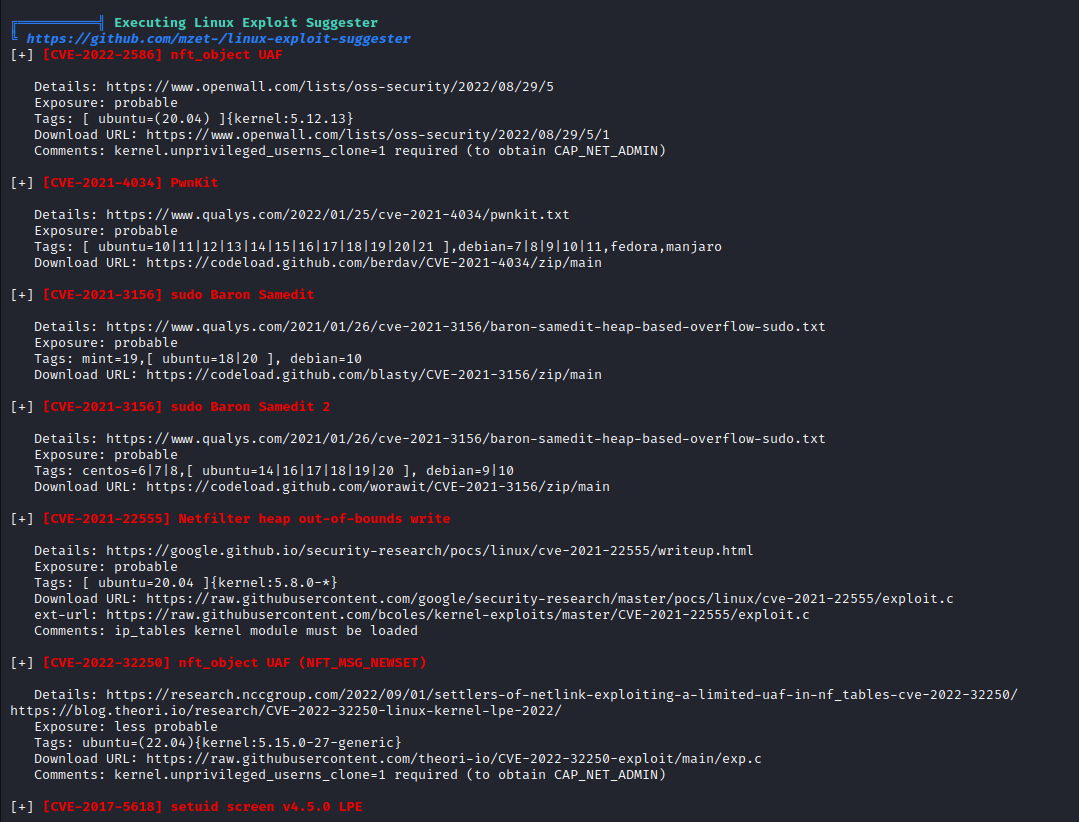 ╔══════════╣ Executing Linux Exploit Suggester
╚ https://github.com/mzet-/linux-exploit-suggester
[+] [CVE-2022-2586] nft_object UAF
Details: https://www.openwall.com/lists/oss-security/2022/08/29/5
Exposure: probable
Tags: [ ubuntu=(20.04) ]{kernel:5.12.13}
Download URL: https://www.openwall.com/lists/oss-security/2022/08/29/5/1
Comments: kernel.unprivileged_userns_clone=1 required (to obtain CAP_NET_ADMIN)
[+] [CVE-2021-4034] PwnKit
Details: https://www.qualys.com/2022/01/25/cve-2021-4034/pwnkit.txt
Exposure: probable
Tags: [ ubuntu=10|11|12|13|14|15|16|17|18|19|20|21 ],debian=7|8|9|10|11,fedora,manjaro
Download URL: https://codeload.github.com/berdav/CVE-2021-4034/zip/main
[+] [CVE-2021-3156] sudo Baron Samedit
Details: https://www.qualys.com/2021/01/26/cve-2021-3156/baron-samedit-heap-based-overflow-sudo.txt
Exposure: probable
Tags: mint=19,[ ubuntu=18|20 ], debian=10
Download URL: https://codeload.github.com/blasty/CVE-2021-3156/zip/main
[+] [CVE-2021-3156] sudo Baron Samedit 2
Details: https://www.qualys.com/2021/01/26/cve-2021-3156/baron-samedit-heap-based-overflow-sudo.txt
Exposure: probable
Tags: centos=6|7|8,[ ubuntu=14|16|17|18|19|20 ], debian=9|10
Download URL: https://codeload.github.com/worawit/CVE-2021-3156/zip/main
[+] [CVE-2021-22555] Netfilter heap out-of-bounds write
Details: https://google.github.io/security-research/pocs/linux/cve-2021-22555/writeup.html
Exposure: probable
Tags: [ ubuntu=20.04 ]{kernel:5.8.0-*}
Download URL: https://raw.githubusercontent.com/google/security-research/master/pocs/linux/cve-2021-22555/exploit.c
ext-url: https://raw.githubusercontent.com/bcoles/kernel-exploits/master/CVE-2021-22555/exploit.c
Comments: ip_tables kernel module must be loaded
[+] [CVE-2022-32250] nft_object UAF (NFT_MSG_NEWSET)
Details: https://research.nccgroup.com/2022/09/01/settlers-of-netlink-exploiting-a-limited-uaf-in-nf_tables-cve-2022-32250/
https://blog.theori.io/research/CVE-2022-32250-linux-kernel-lpe-2022/
Exposure: less probable
Tags: ubuntu=(22.04){kernel:5.15.0-27-generic}
Download URL: https://raw.githubusercontent.com/theori-io/CVE-2022-32250-exploit/main/exp.c
Comments: kernel.unprivileged_userns_clone=1 required (to obtain CAP_NET_ADMIN)
[+] [CVE-2017-5618] setuid screen v4.5.0 LPE